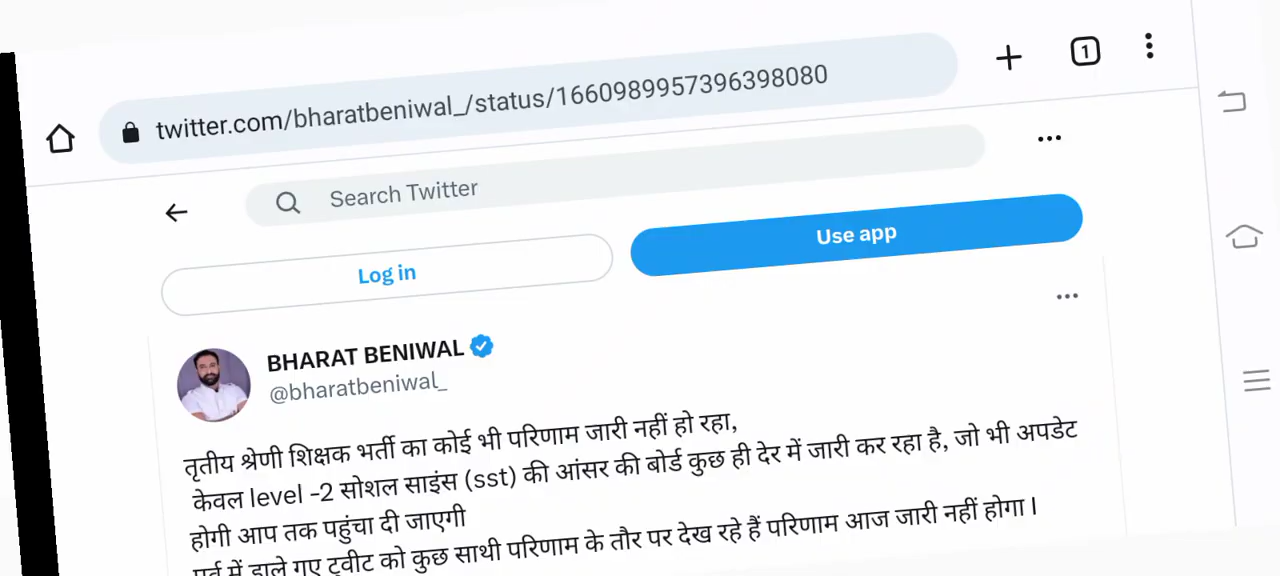 twitter.com/bharatbeniwal_/status/1660989957396398080
1
Search Twitter
Log in
Use app
BHARAT BENIWAL
@bharatbeniwal_
तृतीय श्रेणी शिक्षक भर्ती का कोई भी परिणाम जारी नहीं हो रहा,
केवल level -2 सोशल साइंस (sst) की आंसर की बोर्ड कुछ ही देर में जारी कर रहा है, जो भी अपडेट
होगी आप तक पहुंचा दी जाएगी
पूर्व में डाले गए ट्वीट को कुछ साथी परिणाम के तौर पर देख रहे हैं परिणाम आज जारी नहीं होगा l